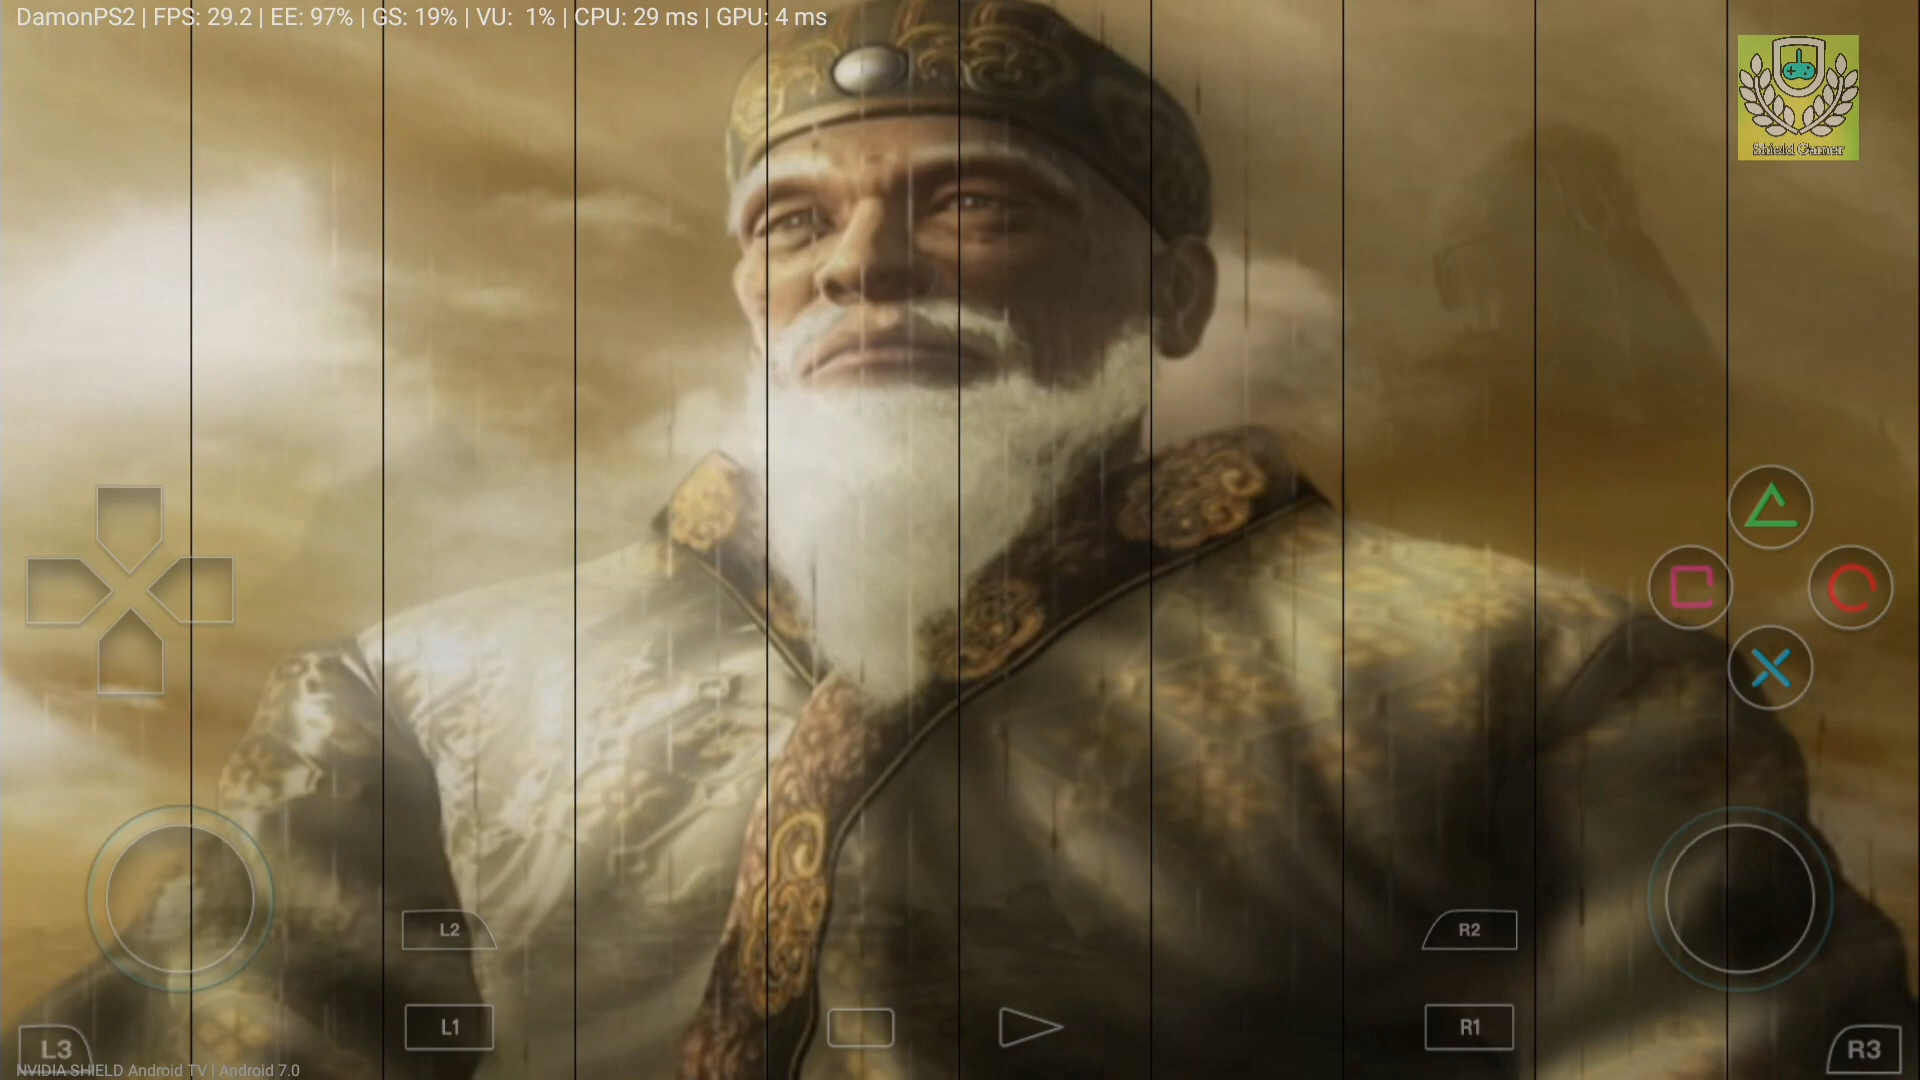 DamonPS2 | FPS: 29.2 | EE: 97% | GS: 19% | VU:  1% | CPU: 29 ms | GPU: 4 ms
Shield Gamer
L2
R2
L1
R1
L3
R3
NVIDIA SHIELD Android TV | Android 7.0